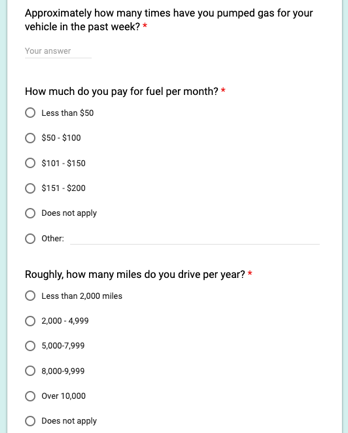 Approximately how many times have you pumped gas for your
vehicle in the past week? *
Your answer
How much do you pay for fuel per month? *
Less than $50
$50 - $100
$101 - $150
$151 - $200
Does not apply
Other:
Roughly, how many miles do you drive per year? *
Less than 2,000 miles
2,000 - 4,999
5,000-7,999
8,000-9,999
Over 10,000
Does not apply